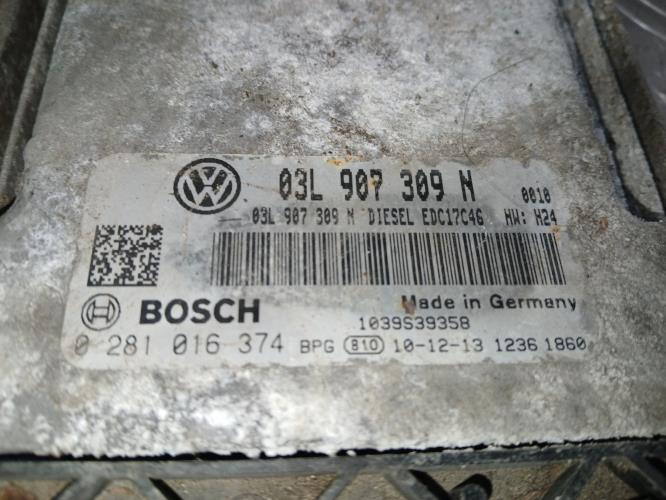 03L 907 309 N 0010
03L 907 309 N DIESEL EDC17C46 HW: H24
BOSCH Made in Germany
1039S39358
0 281 016 374 BPG 810 10-12-13 1236 1860